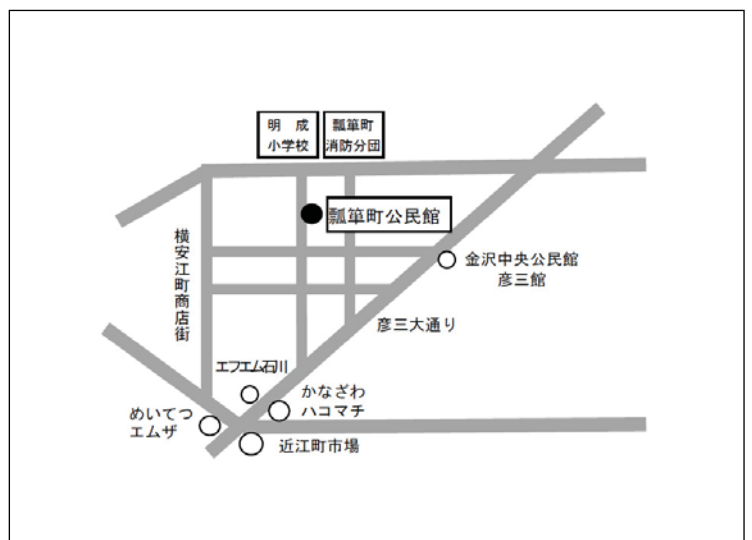 明 成
小学校
瓢箪町
消防分団
瓢箪町公民館
横安江町商店街
金沢中央公民館
彦三館
彦三大通り
エフエム石川
かなざわ
ハコマチ
めいてつ
エムザ
近江町市場